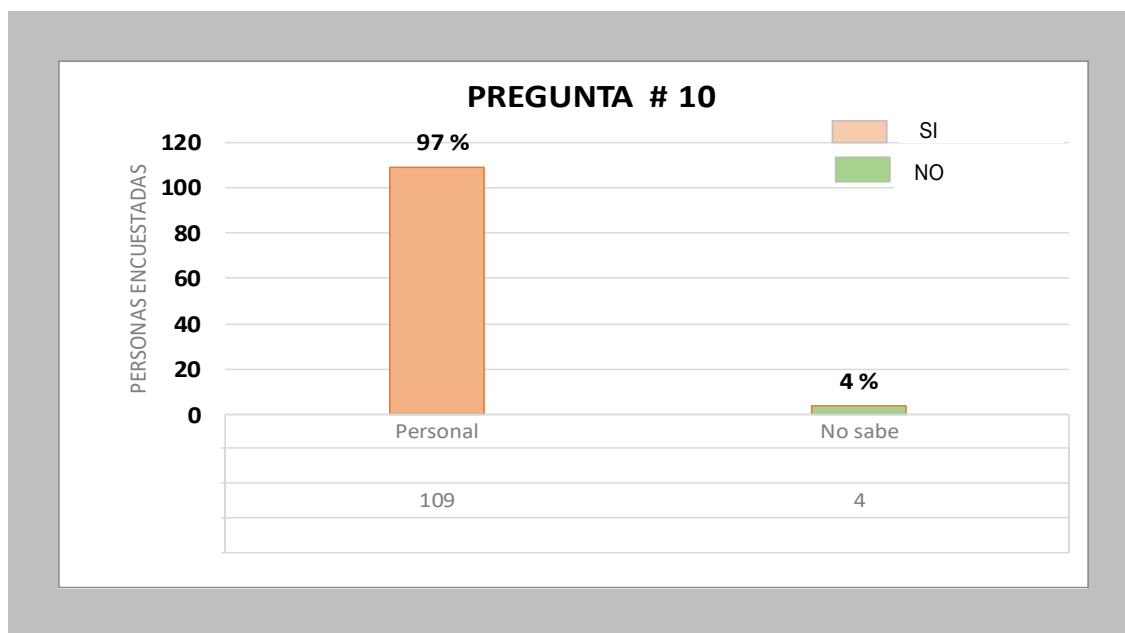 PREGUNTA # 10
SI
NO
PERSONAS ENCUESTADAS
120
100
80
60
40
20
0
97 %
4 %
Personal No sabe
109 4